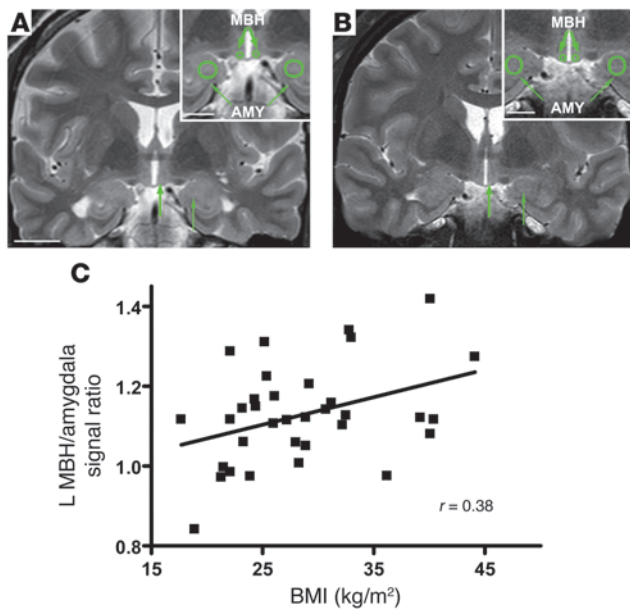 A
MBH
AMY
B
MBH
AMY
C
L MBH/amygdala
signal ratio
1.4
1.2
1.0
0.8
r = 0.38
15
25
35
45
BMI (kg/m²)